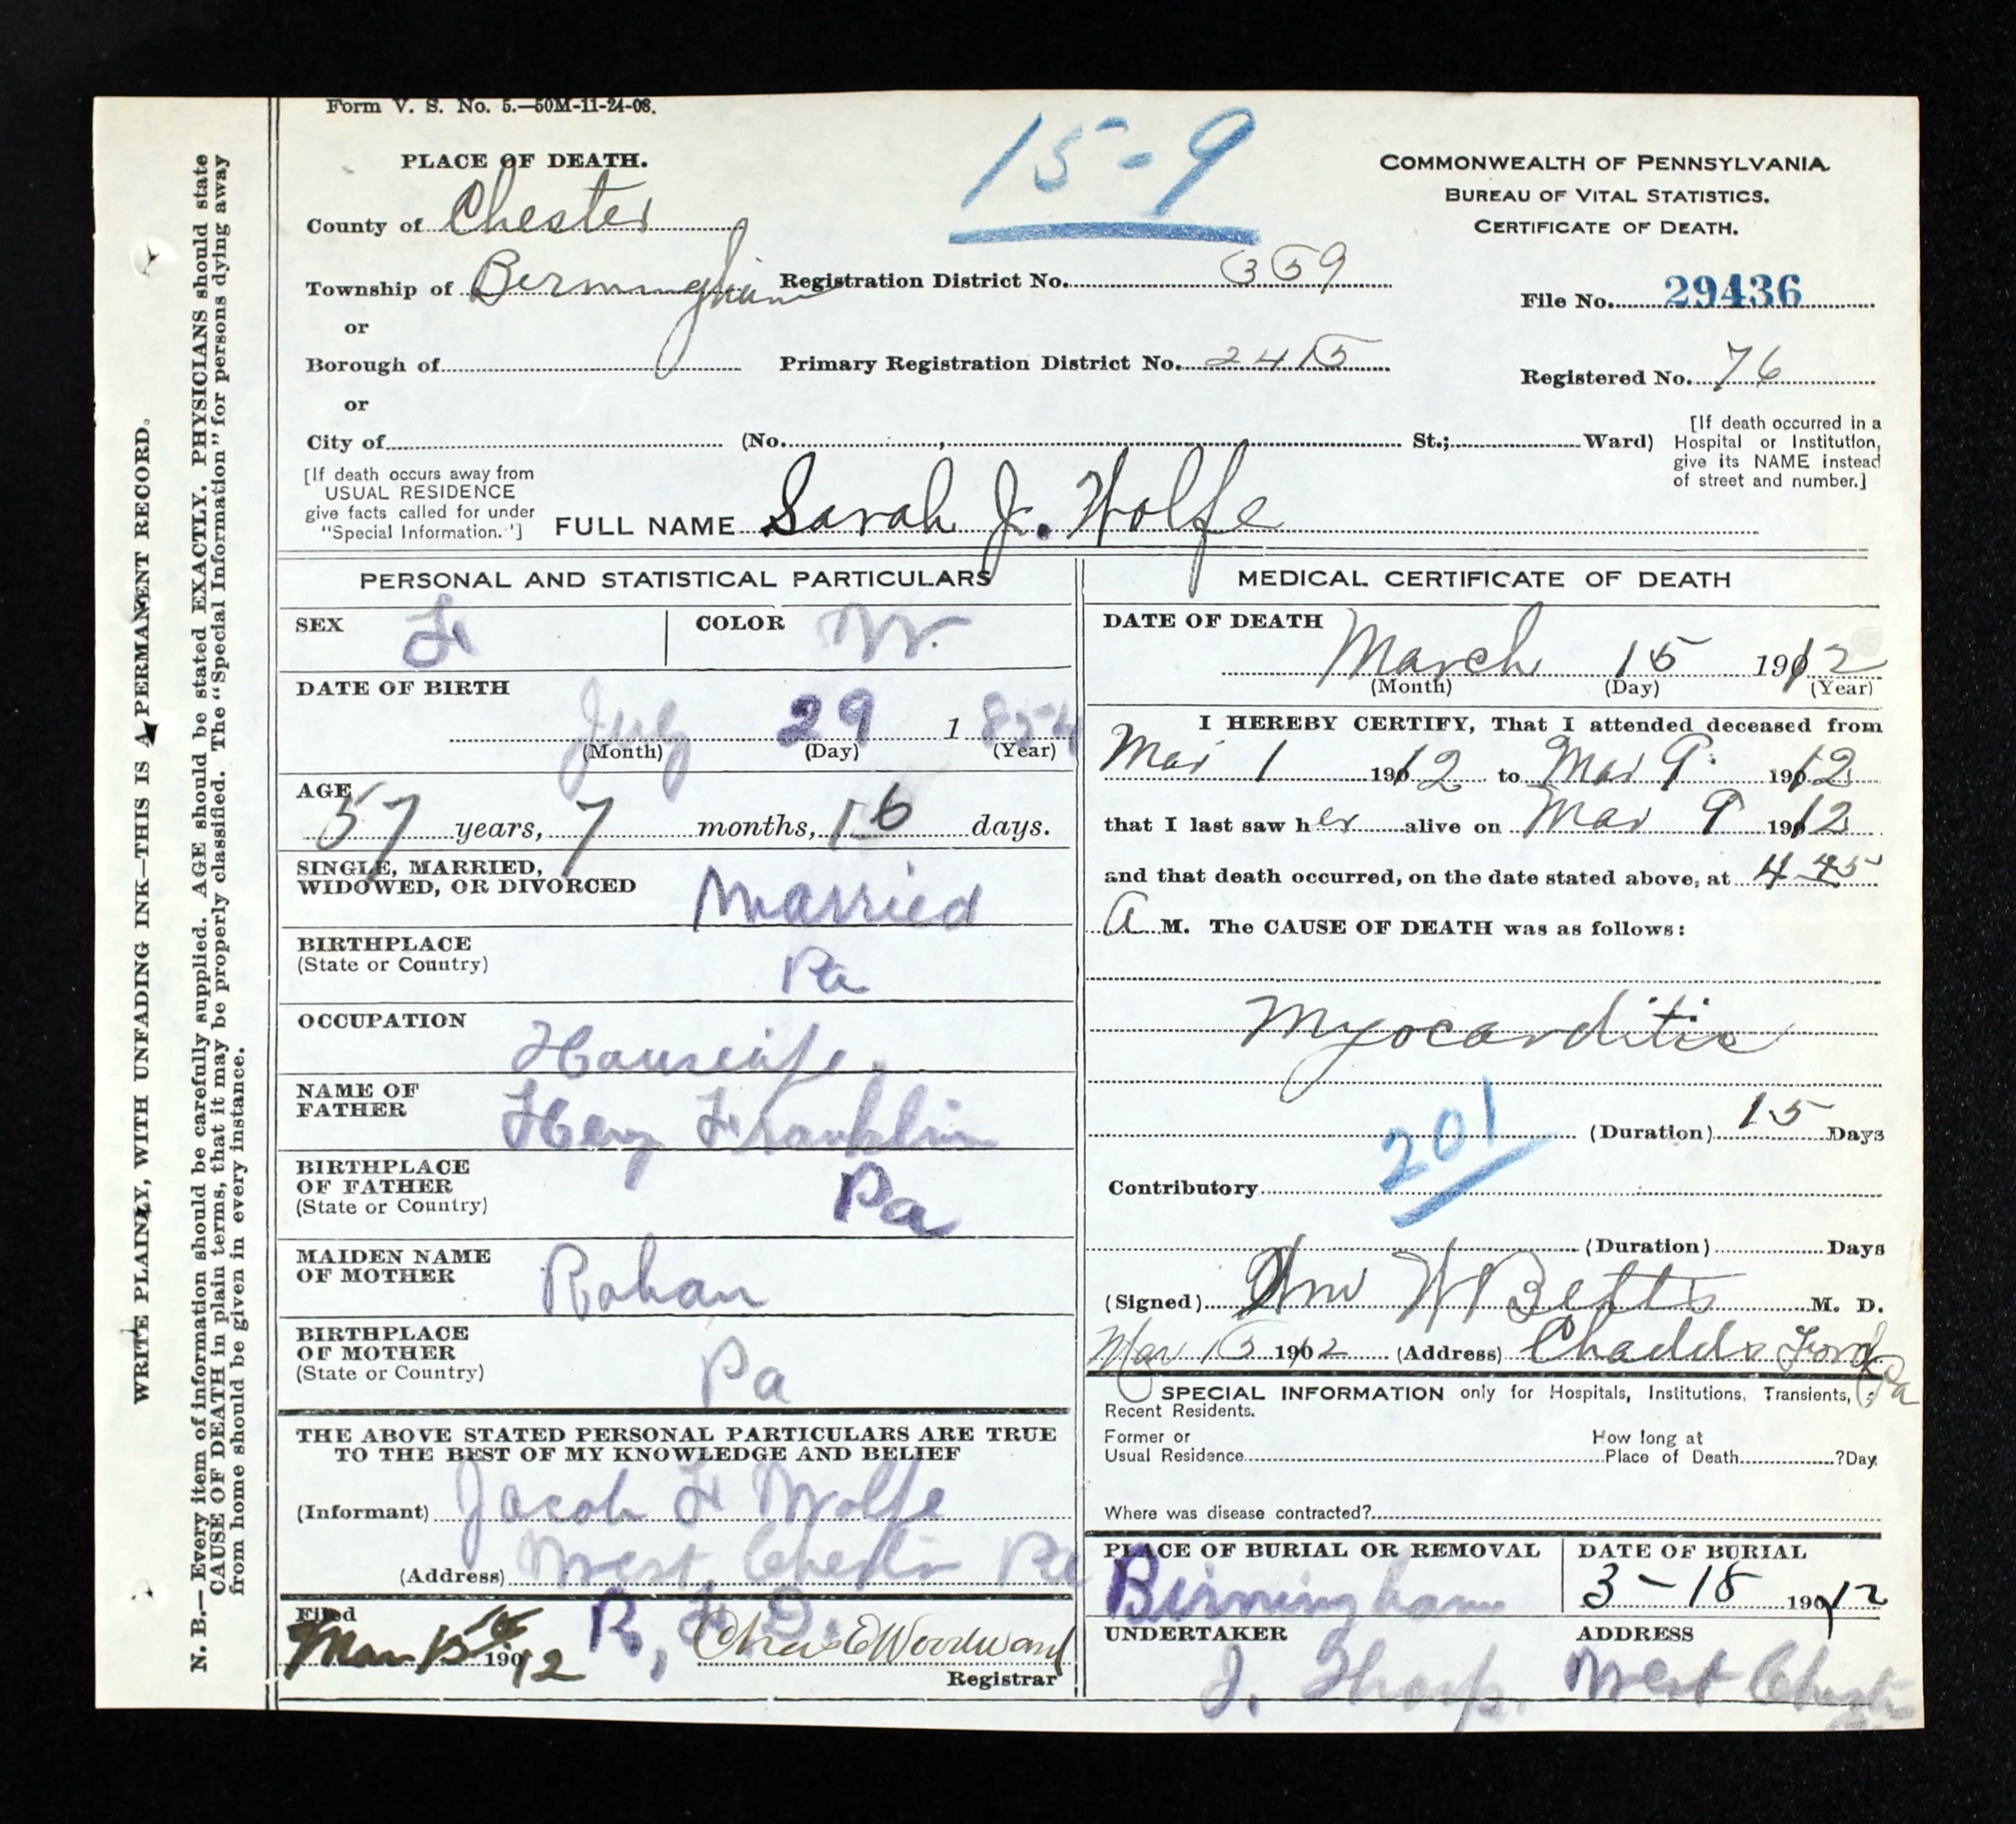 Form V. S. No. 5.—50M-11-24-08.
15-9
PLACE OF DEATH.
County of Chester
Township of Bermingham
or
Borough of
or
City of (No. , St.; Ward)
Registration District No. 359
Primary Registration District No. 2415
COMMONWEALTH OF PENNSYLVANIA
BUREAU OF VITAL STATISTICS.
CERTIFICATE OF DEATH.
File No. 29436
Registered No. 76
[If death occurred in a
Hospital or Institution,
give its NAME instead
of street and number.]
[If death occurs away from
USUAL RESIDENCE
give facts called for under
"Special Information."]
FULL NAME Sarah J. Wolfe
PERSONAL AND STATISTICAL PARTICULARS
SEX F
COLOR W.
DATE OF BIRTH
July 29 1 854
(Month) (Day) (Year)
AGE
57 years, 7 months, 16 days.
SINGLE, MARRIED,
WIDOWED, OR DIVORCED Married
BIRTHPLACE
(State or Country) Pa
OCCUPATION
Housewife.
NAME OF
FATHER Franklin
BIRTHPLACE
OF FATHER
(State or Country) Pa
MAIDEN NAME
OF MOTHER Rohan
BIRTHPLACE
OF MOTHER
(State or Country) Pa
THE ABOVE STATED PERSONAL PARTICULARS ARE TRUE
TO THE BEST OF MY KNOWLEDGE AND BELIEF
(Informant) Jacob F Wolfe
(Address) West Chester Pa
R. F. D.
Filed
Mar 15 190 12 Chas E Woodward
Registrar
MEDICAL CERTIFICATE OF DEATH
DATE OF DEATH
March 15 1912
(Month) (Day) (Year)
I HEREBY CERTIFY, That I attended deceased from
Mar 1 1912 to Mar 9 1912
that I last saw her alive on Mar 9 1912
and that death occurred, on the date stated above, at 4 45
A M. The CAUSE OF DEATH was as follows:
Myocarditis
201
(Duration) 15 Days
Contributory
(Duration) Days
(Signed) Wm W Betts M. D.
Mar 15 1912 (Address) Chadds Ford Pa
SPECIAL INFORMATION only for Hospitals, Institutions, Transients,
Recent Residents.
Former or
Usual Residence
How long at
Place of Death ?Day
Where was disease contracted?
PLACE OF BURIAL OR REMOVAL
Birmingham
DATE OF BURIAL
3-18 1912
UNDERTAKER
J. Tharp.
ADDRESS
West Chester
WRITE PLAINLY, WITH UNFADING INK—THIS IS A PERMANENT RECORD.
N. B.—Every item of information should be carefully supplied. AGE should be stated EXACTLY. PHYSICIANS should state
CAUSE OF DEATH in plain terms, that it may be properly classified. The "Special Information" for persons dying away
from home should be given in every instance.